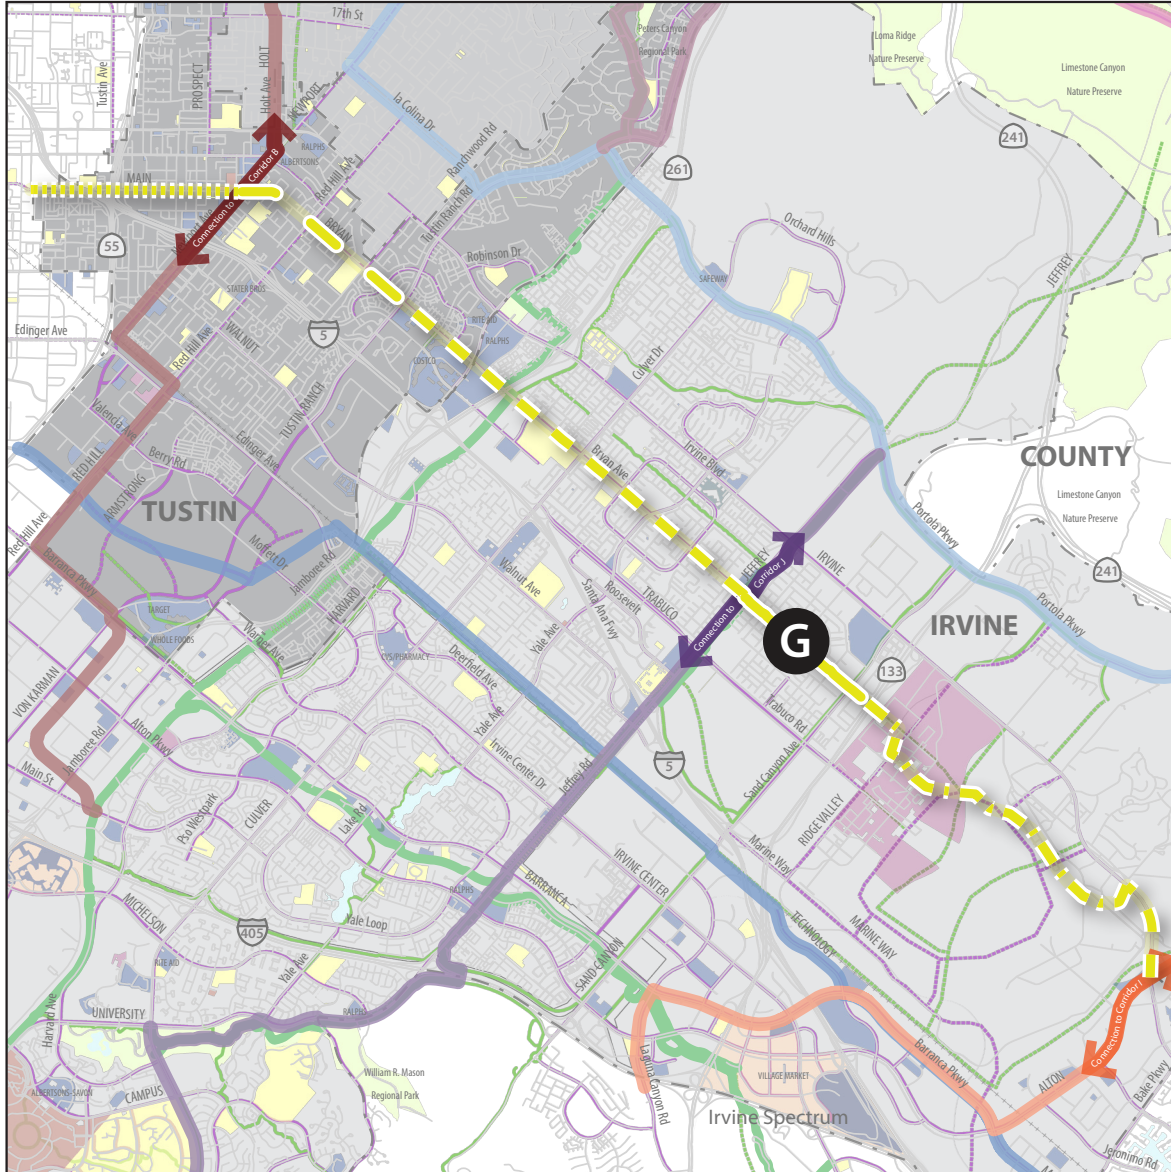 17th St
Tustin Ave
PROSPECT
Holt Ave
HOLT
NEWPORT
la Colina Dr
Peters Canyon
Regional Park
Loma Ridge
Nature Preserve
Limestone Canyon
Nature Preserve
241
261
RALPHS
ALBERTSONS
Ranchwood Rd
MAIN
Red Hill Ave
Connection to Corridor B
BRYAN
Tustin Ranch Rd
Robinson Dr
Orchard Hills
55
SAFEWAY
JEFFREY
STATER BROS
Edinger Ave
WALNUT
5
RITE AID
RALPHS
Red Hill Ave
COSTCO
Culver Dr
Valencia Ave
TUSTIN RANCH
Edinger Ave
Berry Rd
RED HILL
ARMSTRONG
TUSTIN
Bryan Ave
Irvine Blvd
COUNTY
Limestone Canyon
Nature Preserve
Red Hill Ave
Barranca Pkwy
Moffett Dr
Jamboree Rd
HARVARD
Walnut Ave
Santa Ana Fwy
Roosevelt
TRABUCO
JEFFREY
IRVINE
Portola Pkwy
241
Connection to Corridor J
Portola Pkwy
TARGET
WHOLE FOODS
Warner Ave
CVS/PHARMACY
Deerfield Ave
Yale Ave
G
IRVINE
133
VON KARMAN
Alton Pkwy
Jamboree Rd
Main St
Yale Ave
Irvine Center Dr
Jeffrey Rd
Trabuco Rd
Sand Canyon Ave
5
RIDGE VALLEY
Pso Westpark
CULVER
Lake Rd
Marine Way
IRVINE CENTER
BARRANCA
RALPHS
MICHELSON
405
Yale Loop
TECHNOLOGY
MARINE WAY
RITE AID
Yale Ave
SAND CANYON
Harvard Ave
UNIVERSITY
RALPHS
Connection to Corridor I
Laguna Canyon Rd
Barranca Pkwy
William R. Mason
Regional Park
VILLAGE MARKET
ALBERTSONS-SAVON
CAMPUS
ALTON
Bake Pkwy
Irvine Spectrum
Jeronimo Rd